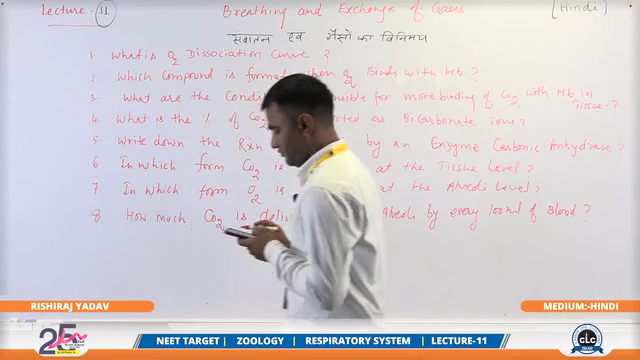 Lecture. 11 Breathing and Exchange of Gases [Hindi]
एवं गैसों का विनिमय
1. What is O2 Dissociation Curve ?
2. Which Compound is formed when O2 Binds with Hb ?
3. What are the Condi for more binding of CO2 with Hb in Tissue ?
4. What is the % of CO2 ported as Bicarbonate ions ?
5. Write down the Rxn by an Enzyme Carbonic Anhydrase ?
6. In which form CO2 is at the Tissue Level ?
7. In which form O2 is at the Alveoli Level ?
8. How much CO2 is deli Alveoli by every 100ml of Blood ?
RISHIRAJ YADAV
MEDIUM:-HINDI
25
NEET TARGET| ZOOLOGY | RESPIRATORY SYSTEM | LECTURE-11
CLC